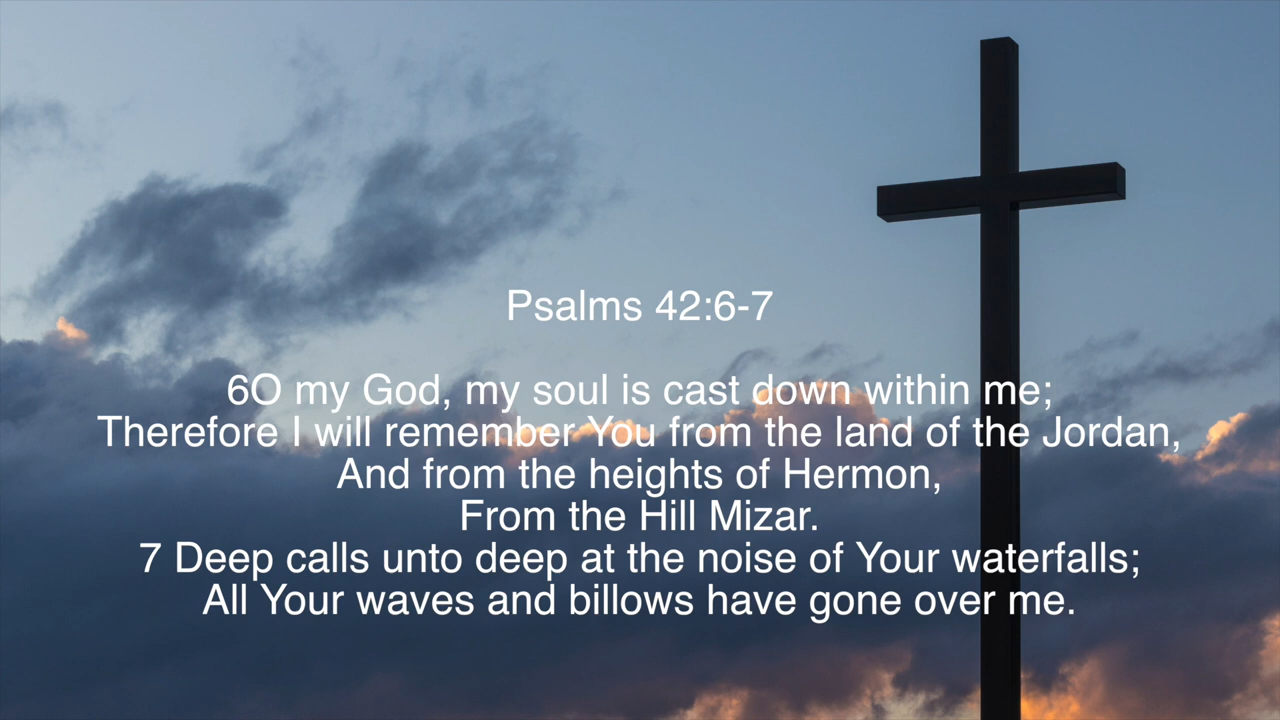 Psalms 42:6-7
6O my God, my soul is cast down within me;
Therefore I will remember You from the land of the Jordan,
And from the heights of Hermon,
From the Hill Mizar.
7 Deep calls unto deep at the noise of Your waterfalls;
All Your waves and billows have gone over me.